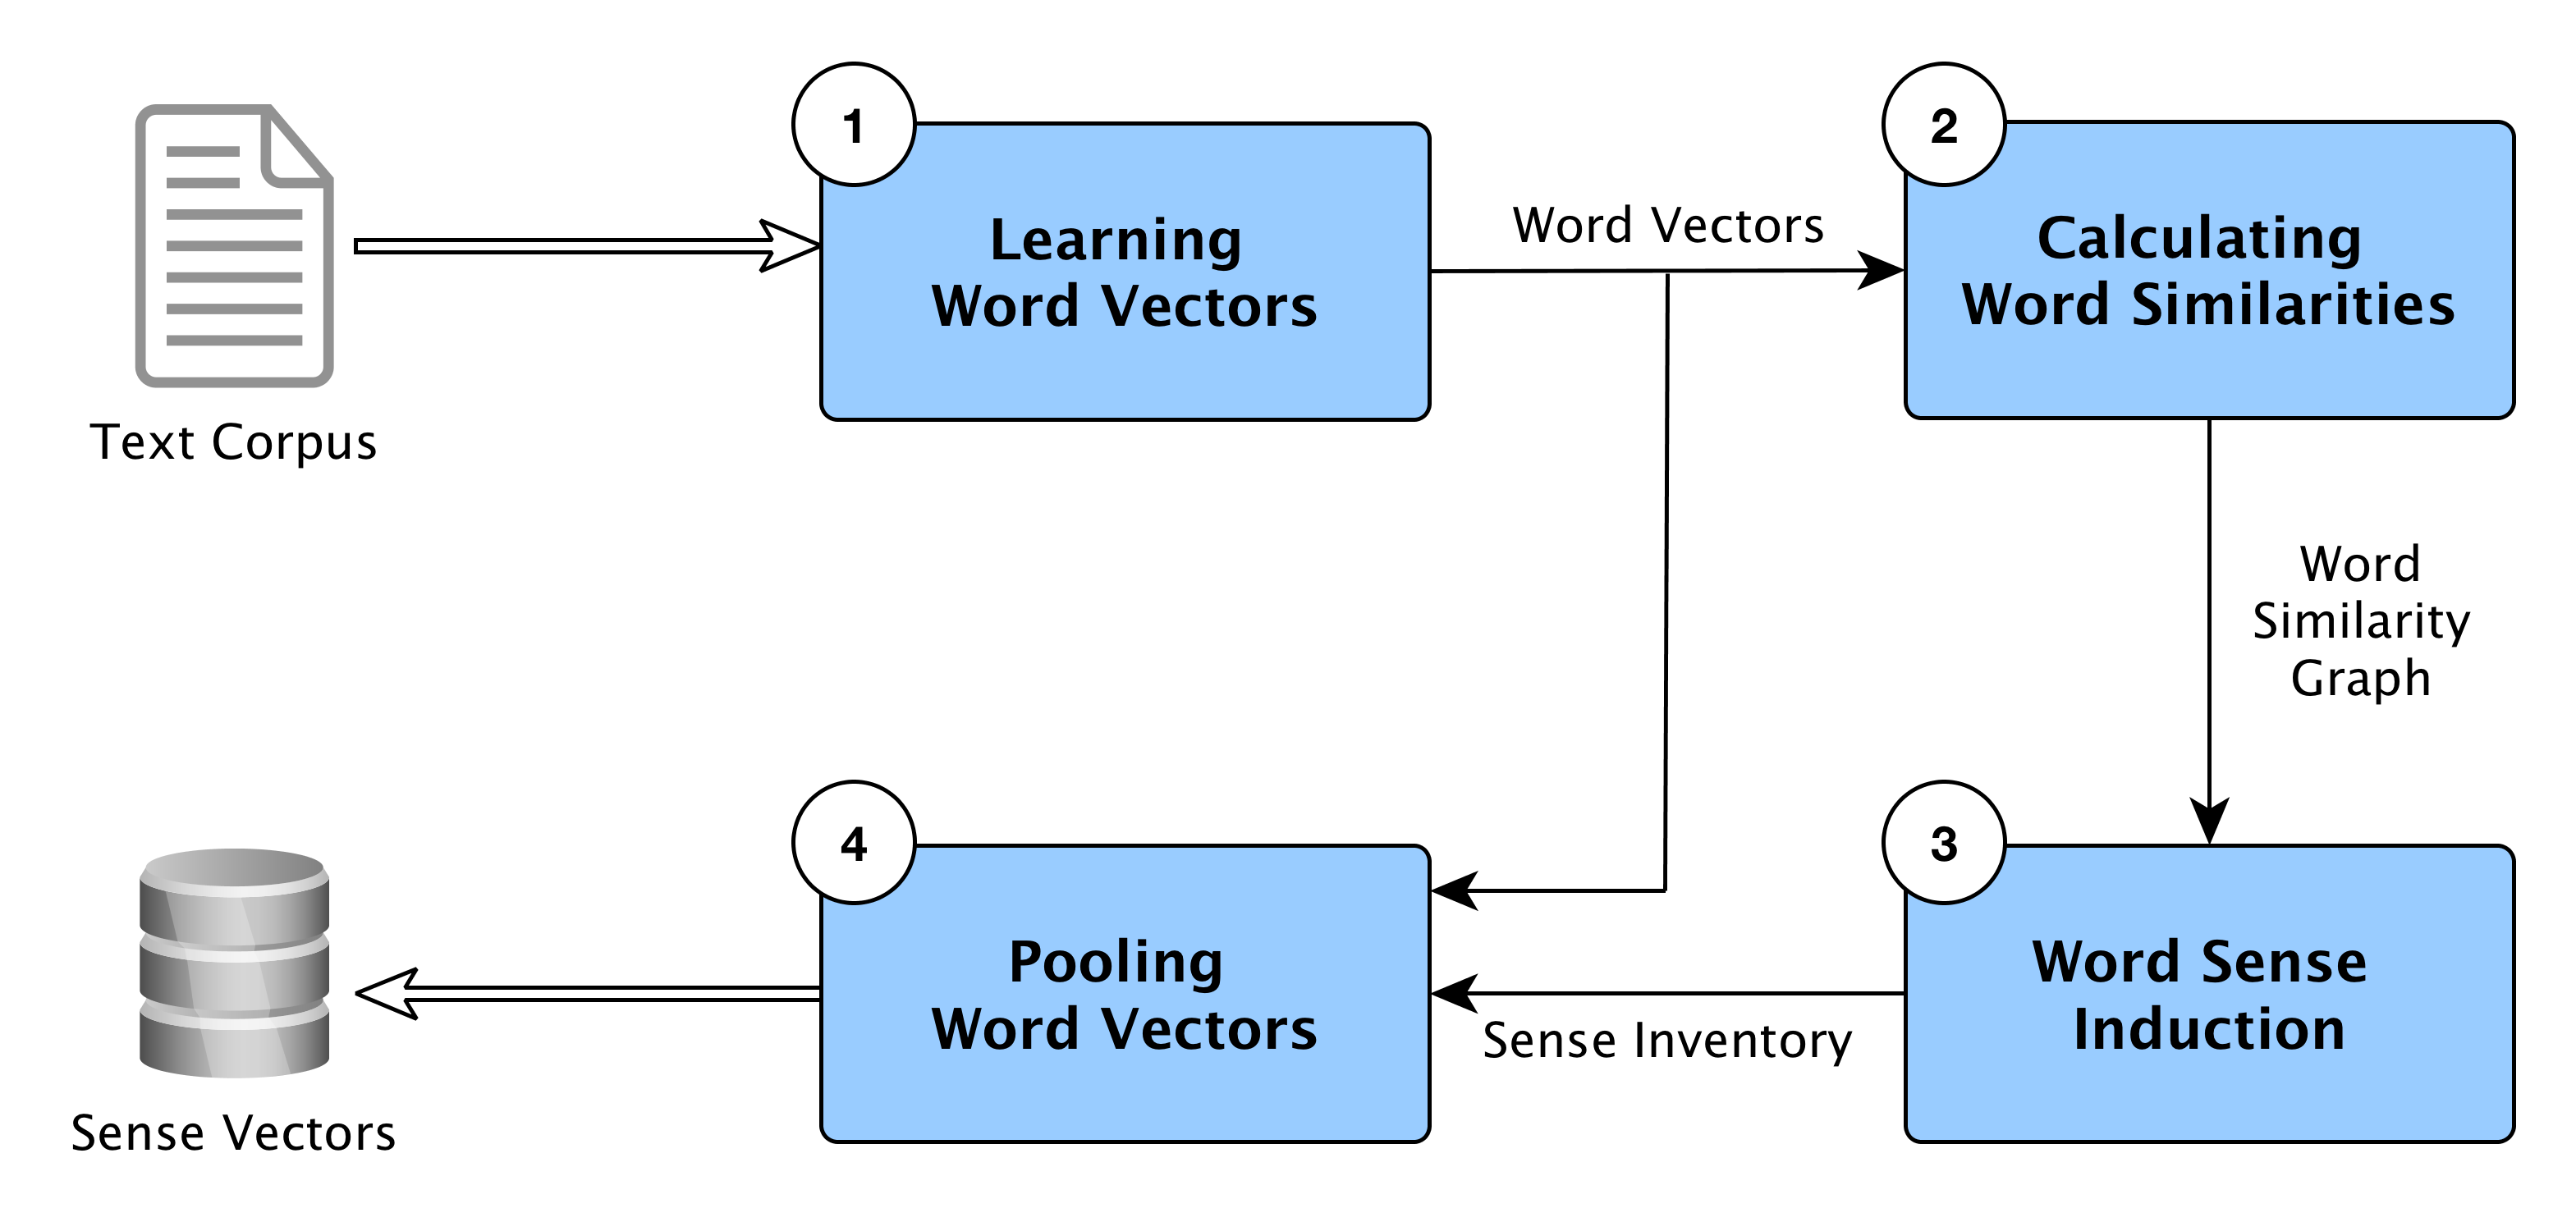 Text Corpus
1
Learning
Word Vectors
Word Vectors
2
Calculating
Word Similarities
Word
Similarity
Graph
3
Word Sense
Induction
Sense Inventory
4
Pooling
Word Vectors
Sense Vectors